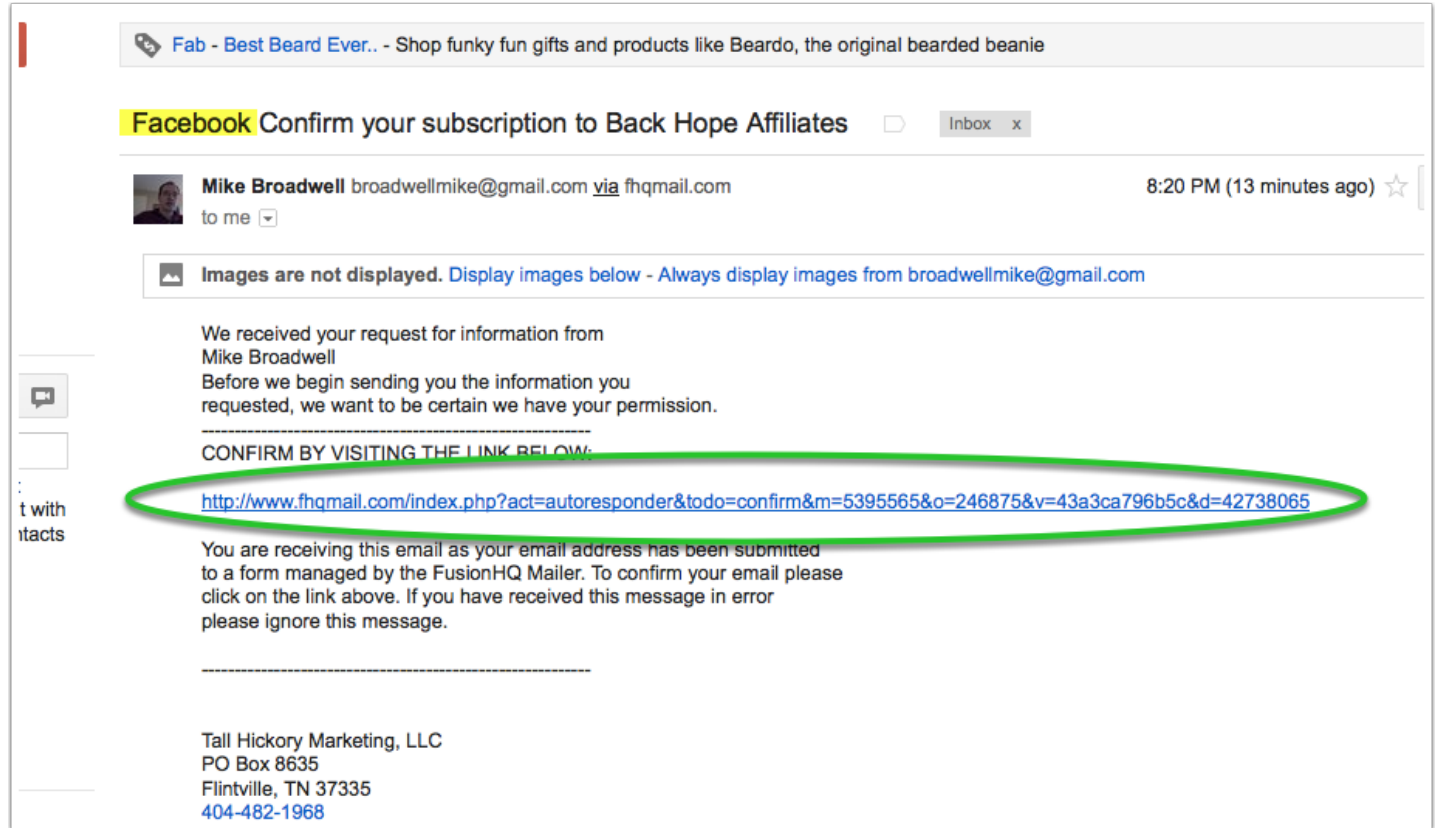 Fab - Best Beard Ever.. - Shop funky fun gifts and products like Beardo, the original bearded beanie
Facebook Confirm your subscription to Back Hope Affiliates Inbox x
Mike Broadwell broadwellmike@gmail.com via fhqmail.com 8:20 PM (13 minutes ago)
to me
Images are not displayed. Display images below - Always display images from broadwellmike@gmail.com
We received your request for information from
Mike Broadwell
Before we begin sending you the information you
requested, we want to be certain we have your permission.
------------------------------------------------------------
CONFIRM BY VISITING THE LINK BELOW:
http://www.fhqmail.com/index.php?act=autoresponder&todo=confirm&m=5395565&o=246875&v=43a3ca796b5c&d=42738065
You are receiving this email as your email address has been submitted
to a form managed by the FusionHQ Mailer. To confirm your email please
click on the link above. If you have received this message in error
please ignore this message.
------------------------------------------------------------
Tall Hickory Marketing, LLC
PO Box 8635
Flintville, TN 37335
404-482-1968
t with
ntacts